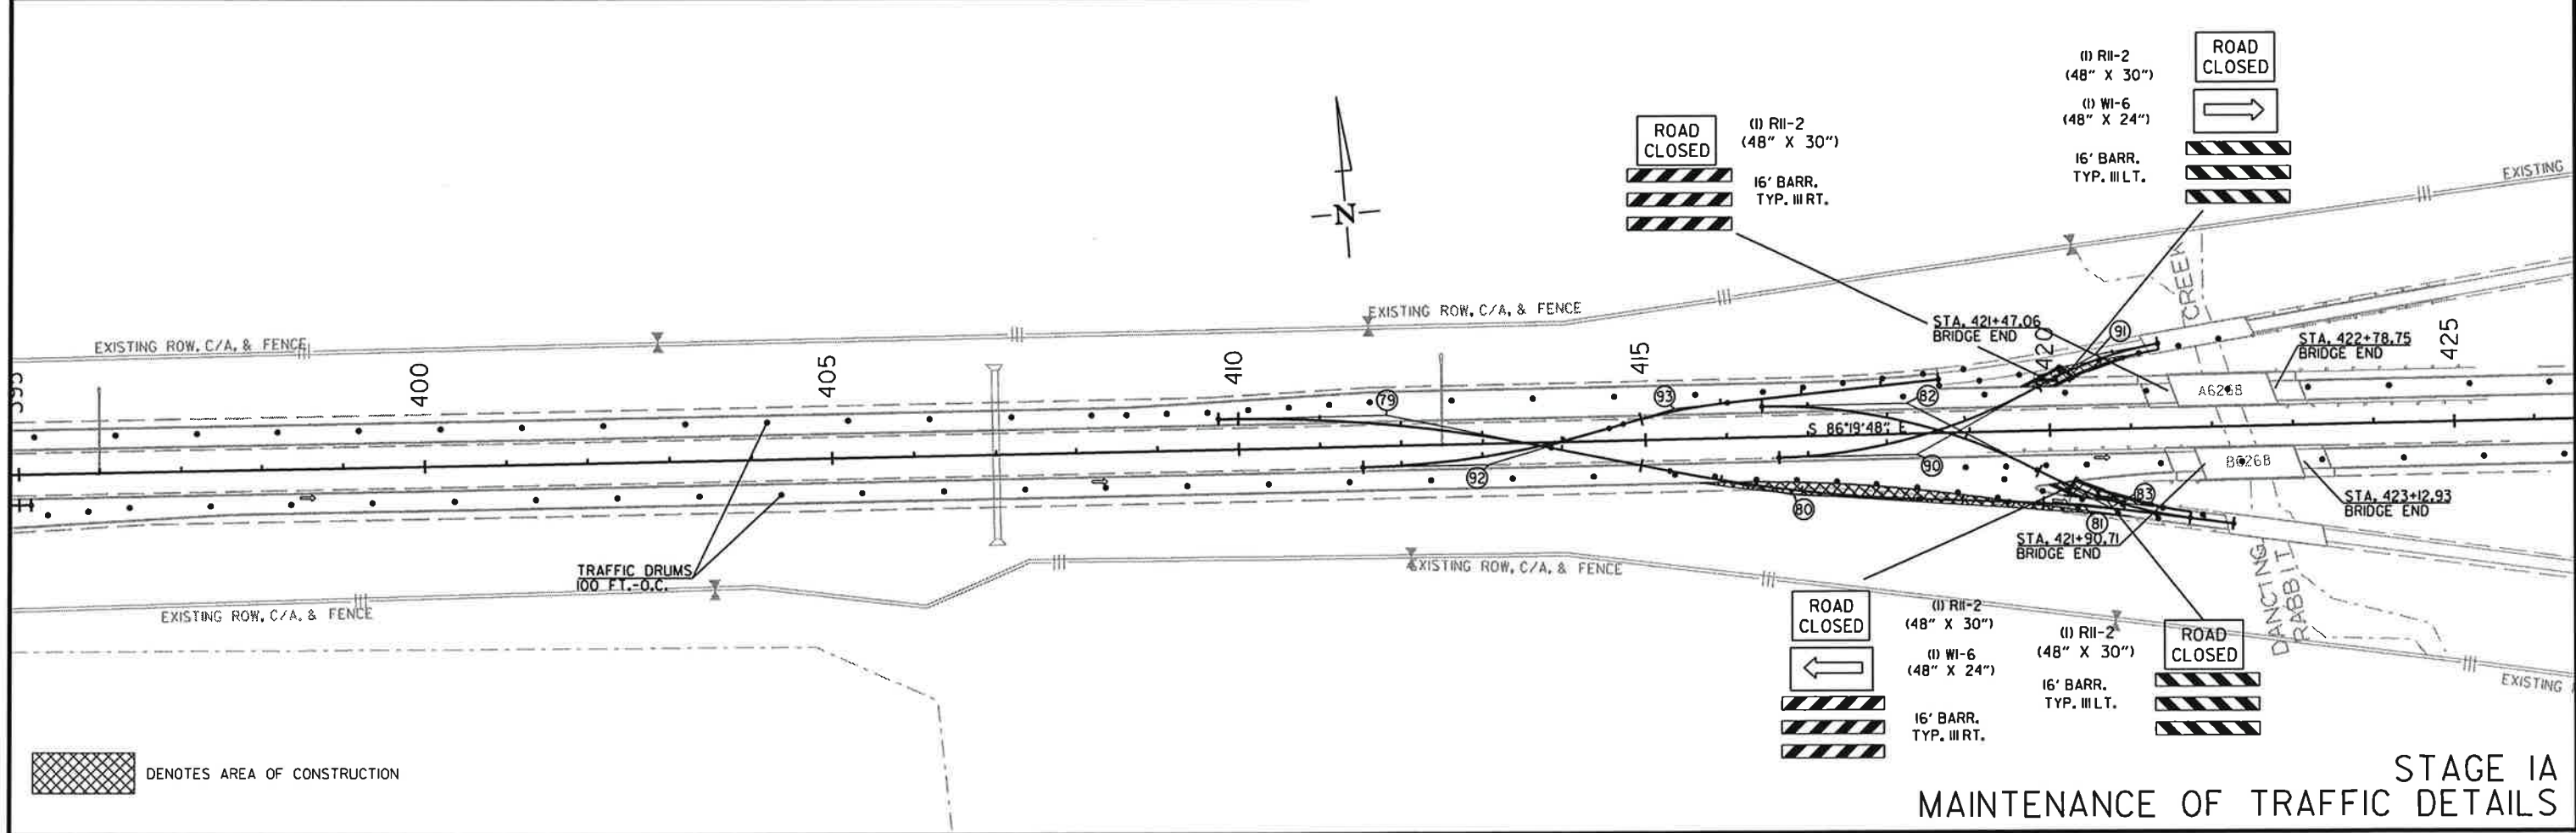 ROAD
CLOSED
(1) R11-2
(48" X 30")
(1) W1-6
(48" X 24")
16' BARR.
TYP. III LT.
ROAD
CLOSED
(1) R11-2
(48" X 30")
16' BARR.
TYP. III RT.
N
EXISTING
CREEK
EXISTING ROW, C/A, & FENCE
EXISTING ROW, C/A, & FENCE
STA. 421+47.06
BRIDGE END
91
STA. 422+78.75
BRIDGE END
395
400
405
410
415
420
425
79
93
82
A6268
S 86°19'48" E
92
90
B6268
80
83
81
STA. 423+12.93
BRIDGE END
STA. 421+90.71
BRIDGE END
TRAFFIC DRUMS
100 FT.-O.C.
EXISTING ROW, C/A, & FENCE
EXISTING ROW, C/A, & FENCE
DANCING
RABBIT
ROAD
CLOSED
(1) R11-2
(48" X 30")
(1) W1-6
(48" X 24")
16' BARR.
TYP. III RT.
(1) R11-2
(48" X 30")
16' BARR.
TYP. III LT.
ROAD
CLOSED
EXISTING
DENOTES AREA OF CONSTRUCTION
STAGE 1A
MAINTENANCE OF TRAFFIC DETAILS